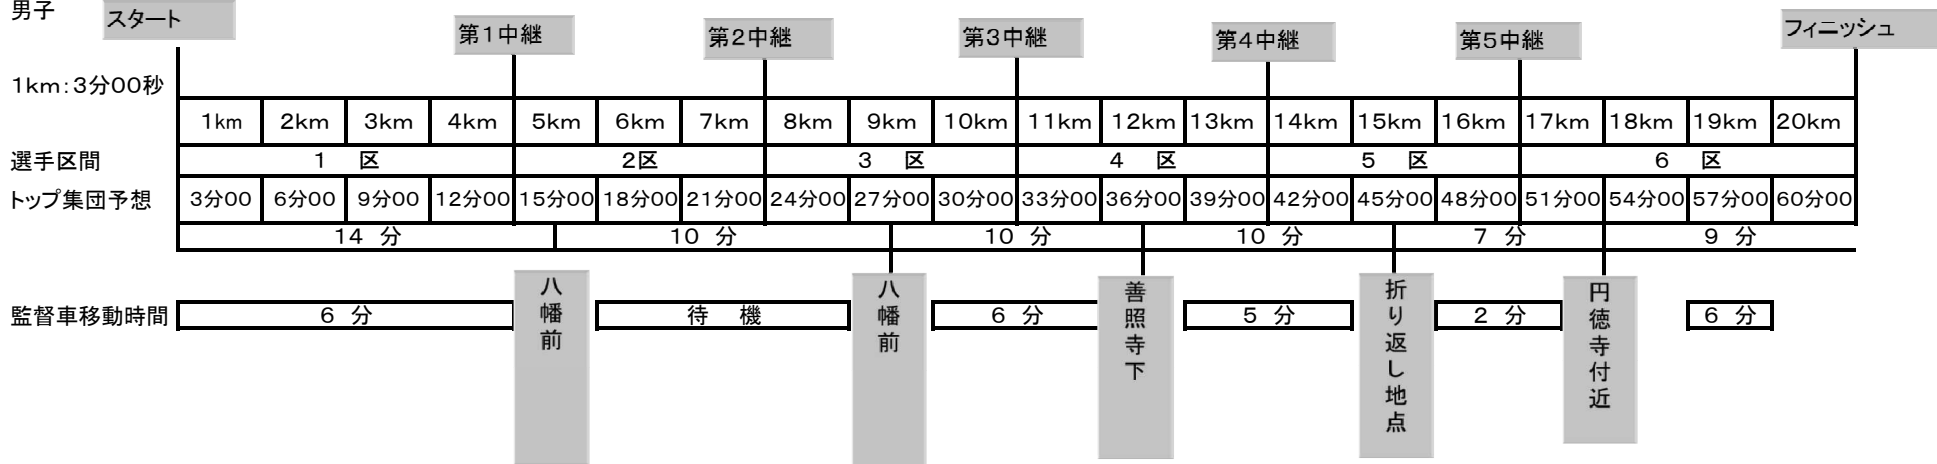 男子
スタート
第1中継
第2中継
第3中継
第4中継
第5中継
フィニッシュ
1km:3分00秒
1km 2km 3km 4km 5km 6km 7km 8km 9km 10km 11km 12km 13km 14km 15km 16km 17km 18km 19km 20km
選手区間 1 区 2区 3 区 4 区 5 区 6 区
トップ集団予想 3分00 6分00 9分00 12分00 15分00 18分00 21分00 24分00 27分00 30分00 33分00 36分00 39分00 42分00 45分00 48分00 51分00 54分00 57分00 60分00
14 分 10 分 10 分 10 分 7 分 9 分
監督車移動時間 6 分 待 機 6 分 5 分 2 分 6 分
八幡前
八幡前
善照寺下
折り返し地点
円徳寺付近